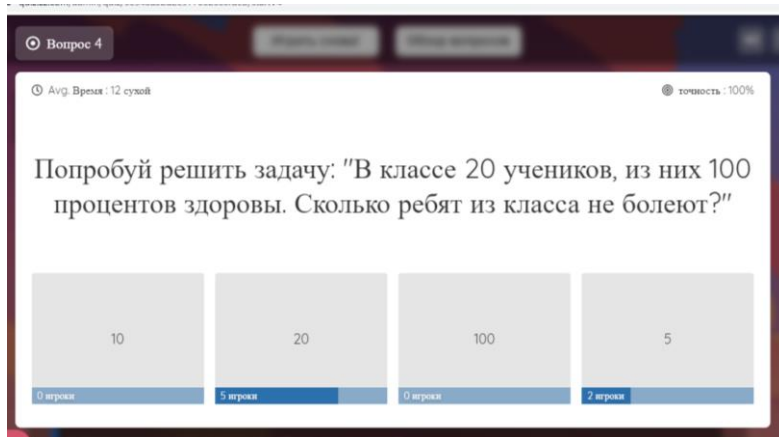 Вопрос 4
Avg. Время : 12 сухой
точность : 100%
Попробуй решить задачу: "В классе 20 учеников, из них 100
процентов здоровы. Сколько ребят из класса не болеют?"
10
20
100
5
0 игроки
5 игроки
0 игроки
2 игроки